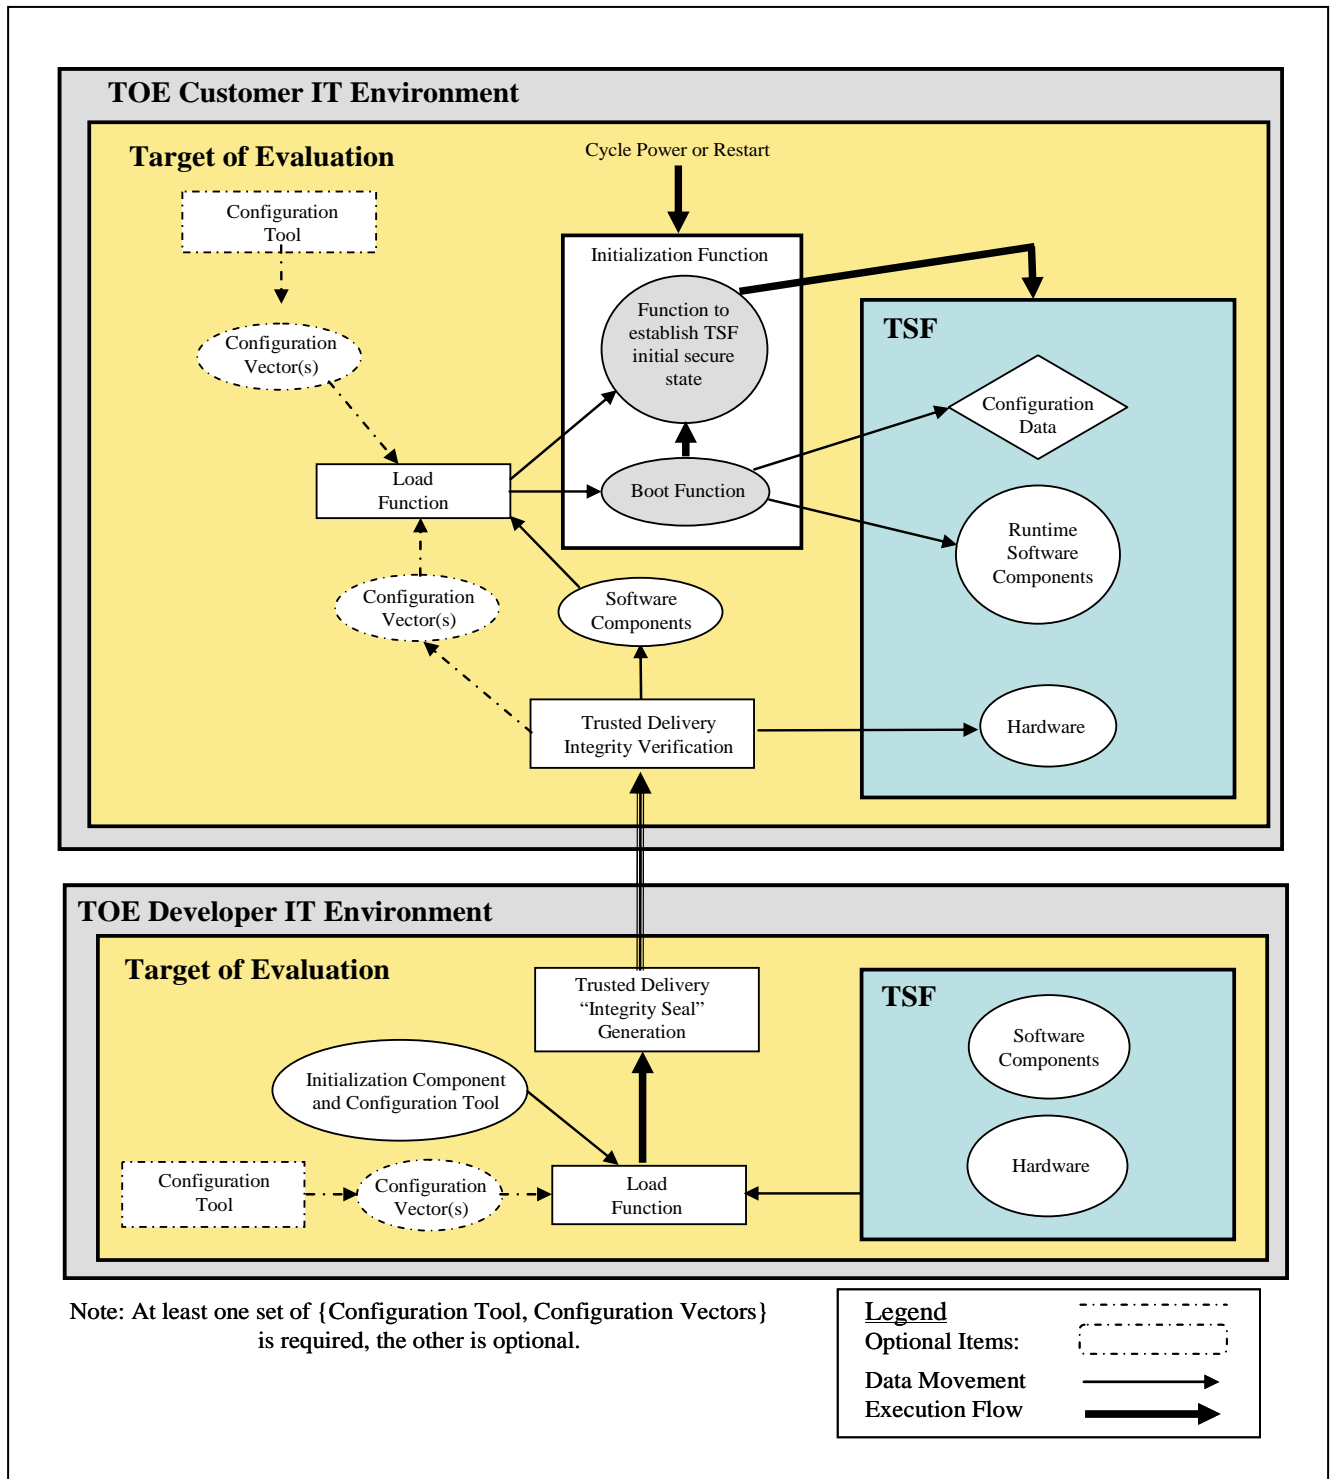 TOE Customer IT Environment
Target of Evaluation
Cycle Power or Restart
Configuration
Tool
Initialization Function
Function to
establish TSF
initial secure
state
TSF
Configuration
Vector(s)
Configuration
Data
Load
Function
Boot Function
Runtime
Software
Components
Configuration
Vector(s)
Software
Components
Trusted Delivery
Integrity Verification
Hardware
TOE Developer IT Environment
Target of Evaluation
Trusted Delivery
“Integrity Seal”
Generation
TSF
Software
Components
Initialization Component
and Configuration Tool
Hardware
Configuration
Tool
Configuration
Vector(s)
Load
Function
Note: At least one set of {Configuration Tool, Configuration Vectors}
is required, the other is optional.
Legend
Optional Items:
Data Movement
Execution Flow